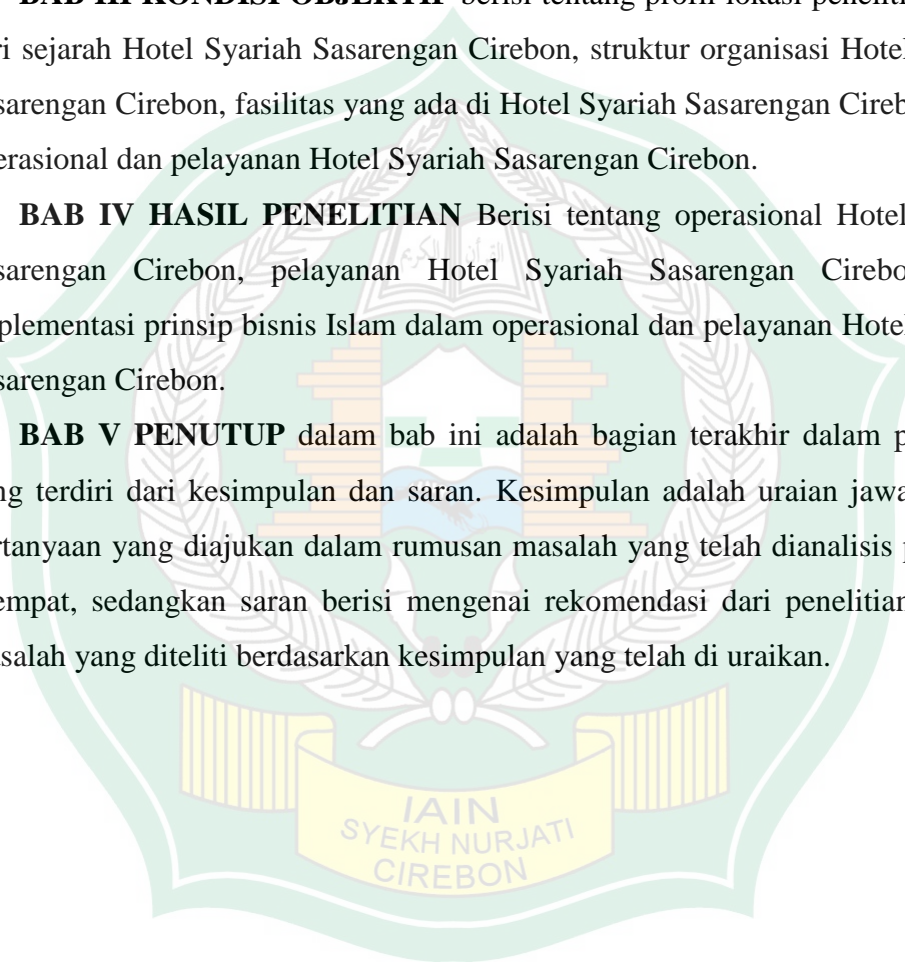 BAB III KONDISI OBJEKTIF berisi tentang profil lokasi
ri sejarah Hotel Syariah Sasarengan Cirebon, struktur organisasi Hotel
sarengan Cirebon, fasilitas yang ada di Hotel Syariah Sasarengan Cireb
erasional dan pelayanan Hotel Syariah Sasarengan Cirebon.
BAB IV HASIL PENELITIAN Berisi tentang operasional Hotel
sarengan Cirebon, pelayanan Hotel Syariah Sasarengan Cirebo
plementasi prinsip bisnis Islam dalam operasional dan pelayanan Hotel
sarengan Cirebon.
BAB V PENUTUP dalam bab ini adalah bagian terakhir dalam p
ng terdiri dari kesimpulan dan saran. Kesimpulan adalah uraian jawa
rtanyaan yang diajukan dalam rumusan masalah yang telah dianalisis p
empat, sedangkan saran berisi mengenai rekomendasi dari penelitian
salah yang diteliti berdasarkan kesimpulan yang telah di uraikan.
IAIN
SYEKH NURJATI
CIREBON